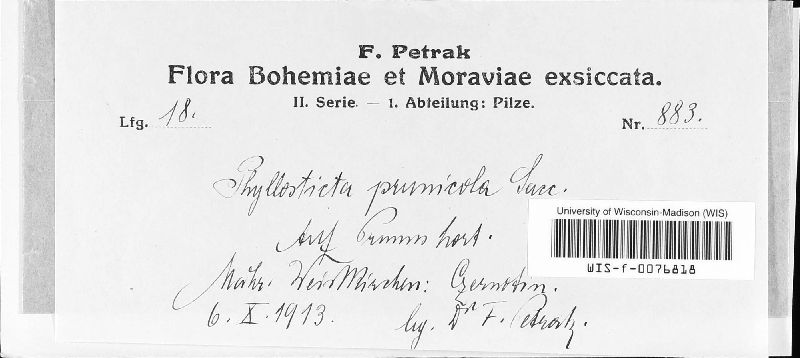 F. Petrak
Flora Bohemiae et Moraviae exsiccata.
II. Serie. — 1. Abteilung: Pilze.
Lfg. 18.
Nr. 883.
Phyllosticta prunicola Sacc.
Auf Prunus hort.
Mähr. Weisskirchen: Czernotin.
6. X. 1913. lg. Dr F. Petrak.
University of Wisconsin-Madison (WIS)
WIS-f-0076818